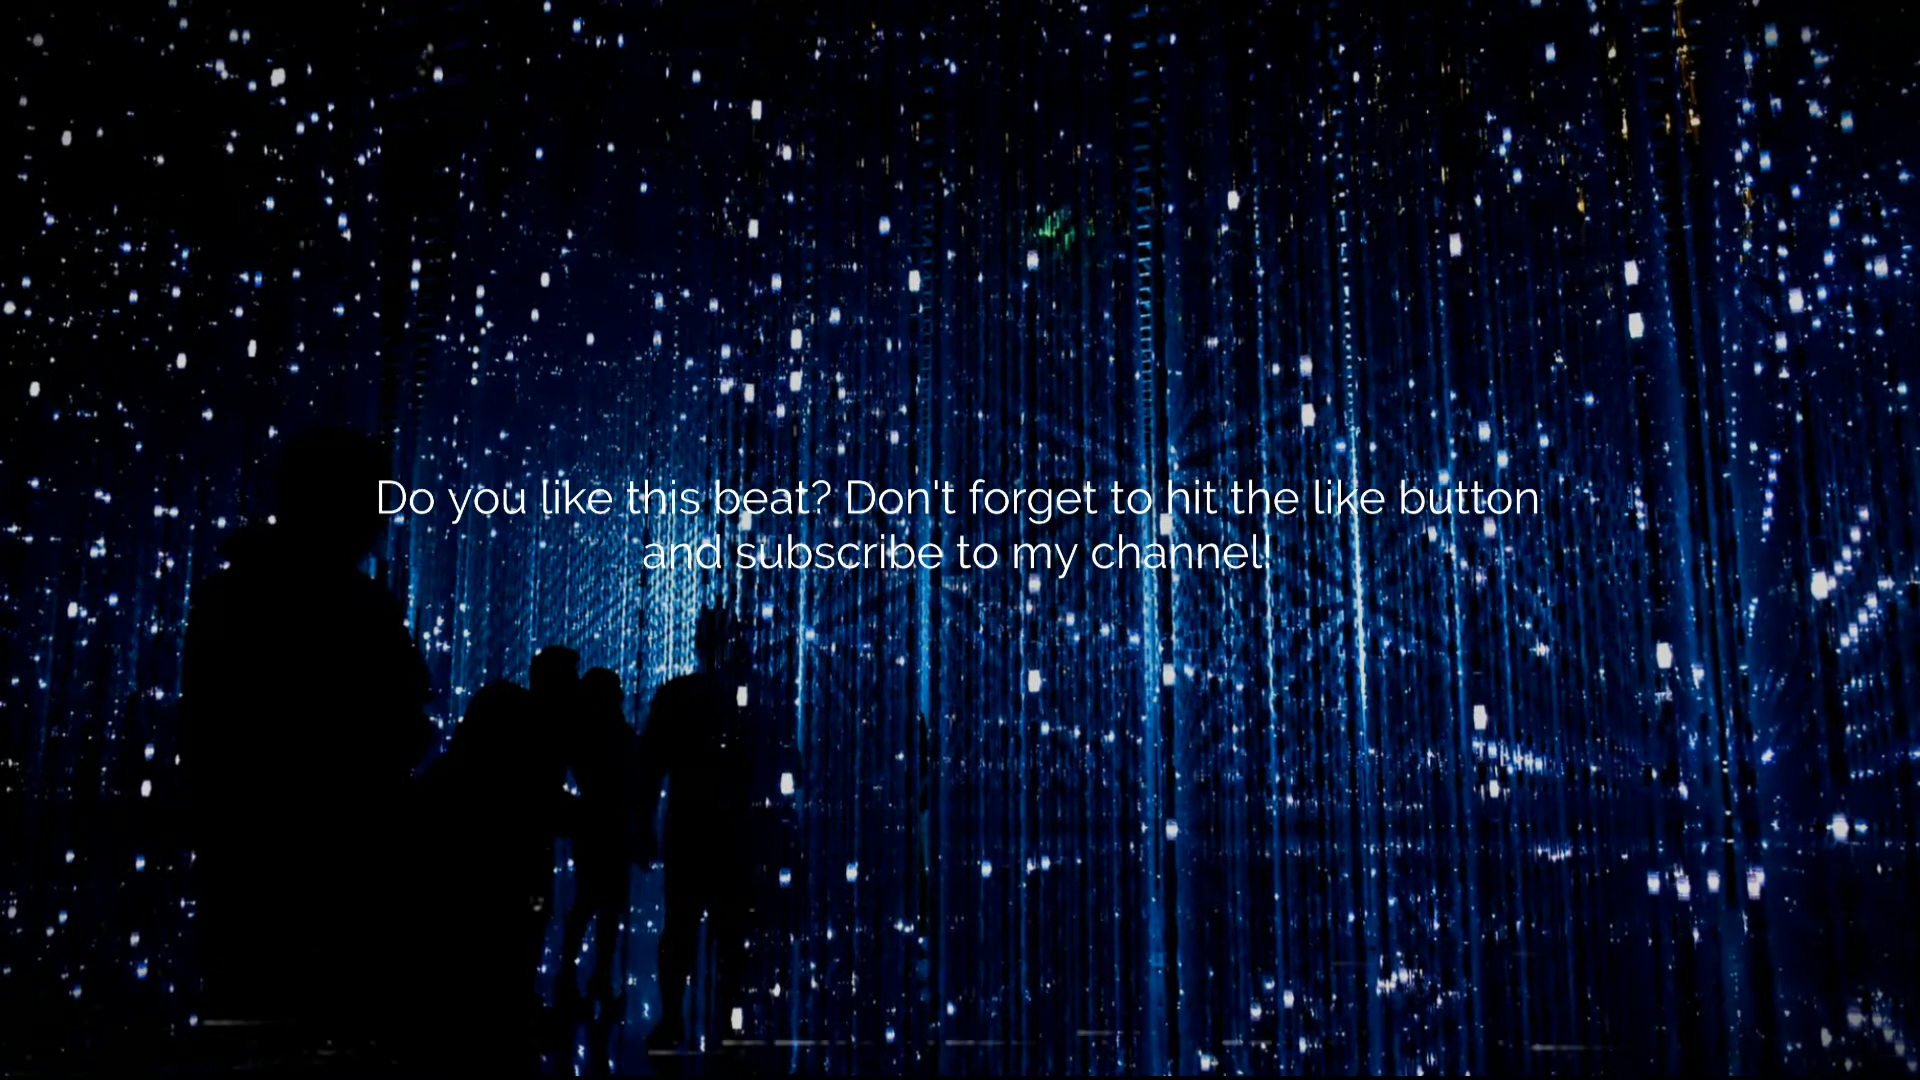 Do you like this beat? Don't forget to hit the like button
and subscribe to my channel!